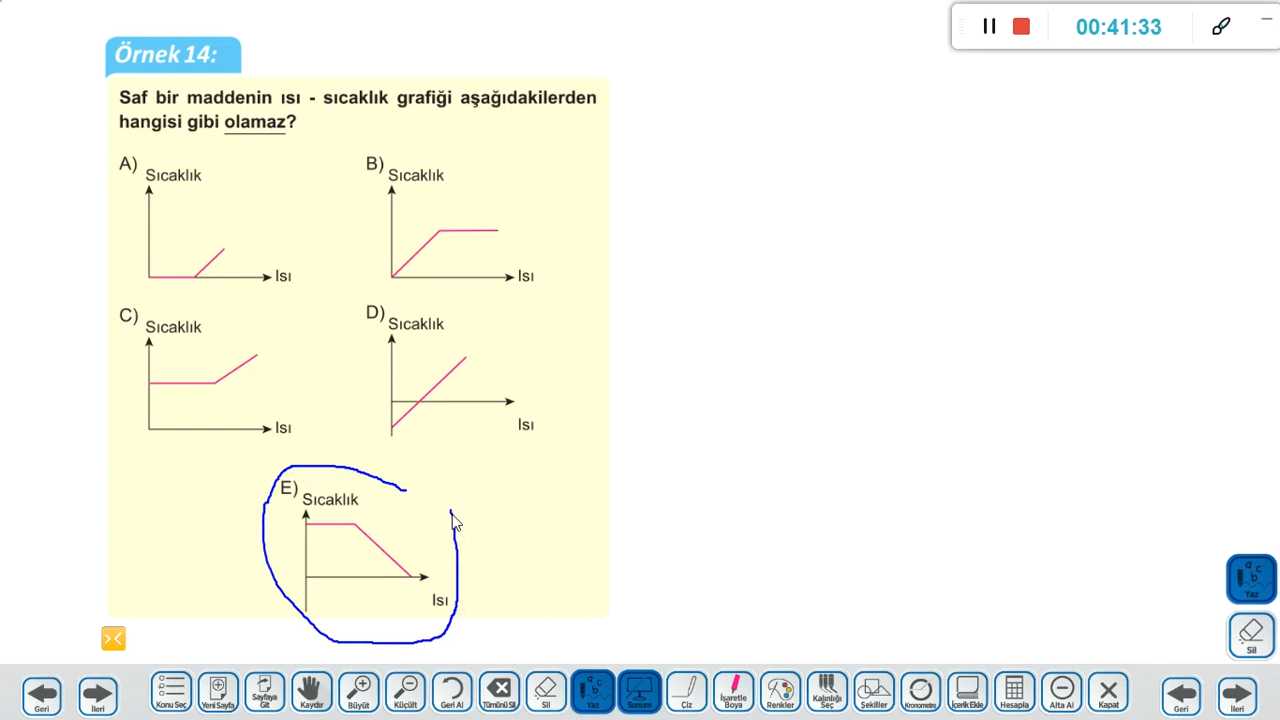 00:41:33
Örnek 14:
Saf bir maddenin ısı - sıcaklık grafiği aşağıdakilerden
hangisi gibi olamaz?
A)
Sıcaklık
Isı
B)
Sıcaklık
Isı
C)
Sıcaklık
Isı
D)
Sıcaklık
Isı
E)
Sıcaklık
Isı
a b c
Yaz
Sil
Geri
İleri
Konu Seç
Yeni Sayfa
Sayfaya Git
Kaydır
Büyüt
Küçült
Geri Al
Tümünü Sil
Sil
a b c
Yaz
Sunum
Çiz
İşaretle Boya
Renkler
Kalınlığı Seç
Şekiller
Kronometre
İçerik Ekle
Hesapla
Alta Al
Kapat
Geri
İleri